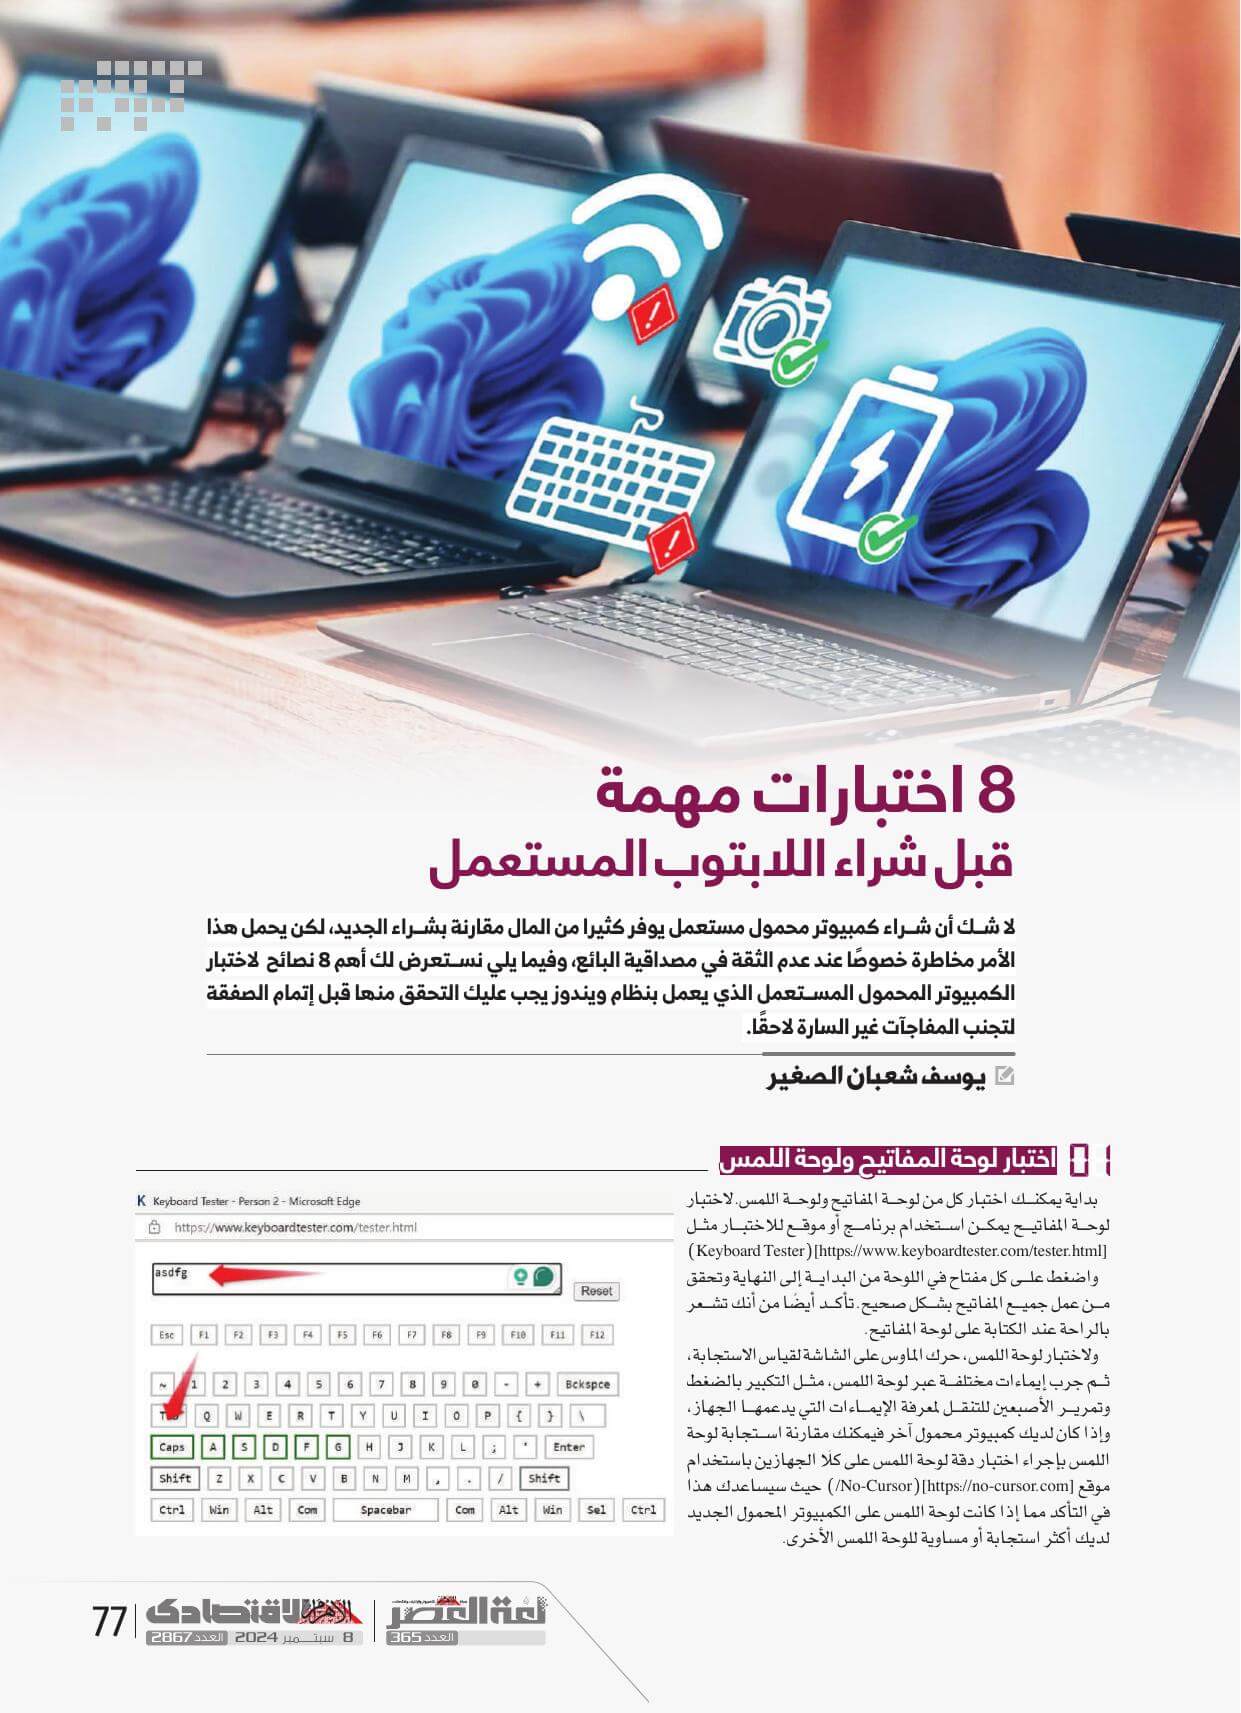 8 اختبارات مهمة
قبل شراء اللابتوب المستعمل
لا شك أن شراء كمبيوتر محمول مستعمل يوفر كثيرا من المال مقارنة بشراء الجديد، لكن يحمل هذا
الأمر مخاطرة خصوصًا عند عدم الثقة في مصداقية البائع، وفيما يلي نستعرض لك أهم 8 نصائح لاختبار
الكمبيوتر المحمول المستعمل الذي يعمل بنظام ويندوز يجب عليك التحقق منها قبل إتمام الصفقة
لتجنب المفاجآت غير السارة لاحقًا.
يوسف شعبان الصغير
اختبار لوحة المفاتيح ولوحة اللمس
بداية يمكنك اختبار كل من لوحة المفاتيح ولوحة اللمس. لاختبار
لوحة المفاتيح يمكن استخدام برنامج أو موقع للاختبار مثل
[https://www.keyboardtester.com/tester.html](Keyboard Tester)
واضغط على كل مفتاح في اللوحة من البداية إلى النهاية وتحقق
من عمل جميع المفاتيح بشكل صحيح. تأكد أيضًا من أنك تشعر
بالراحة عند الكتابة على لوحة المفاتيح.
ولاختبار لوحة اللمس، حرك الماوس على الشاشة لقياس الاستجابة،
ثم جرب إيماءات مختلفة عبر لوحة اللمس، مثل التكبير بالضغط
وتمرير الأصبعين للتنقل لمعرفة الإيماءات التي يدعمها الجهاز،
وإذا كان لديك كمبيوتر محمول آخر فيمكنك مقارنة استجابة لوحة
اللمس بإجراء اختبار دقة لوحة اللمس على كلَا الجهازين باستخدام
موقع [https://no-cursor.com](No-Cursor/) حيث سيساعدك هذا
في التأكد مما إذا كانت لوحة اللمس على الكمبيوتر المحمول الجديد
لديك أكثر استجابة أو مساوية للوحة اللمس الأخرى.
K Keyboard Tester - Person 2 - Microsoft Edge
https://www.keyboardtester.com/tester.html
asdfg
Reset
Esc F1 F2 F3 F4 F5 F6 F7 F8 F9 F10 F11 F12
~ 1 2 3 4 5 6 7 8 9 0 - + Bckspce
Q W E R T Y U I O P { } \
Caps A S D F G H J K L ; ' Enter
Shift Z X C V B N M , . / Shift
Ctrl Win Alt Com Spacebar Com Alt Win Sel Ctrl
لغة العصر
العدد 365
الأهرام الاقتصادى
8 سبتمبر 2024 العدد 2867
77